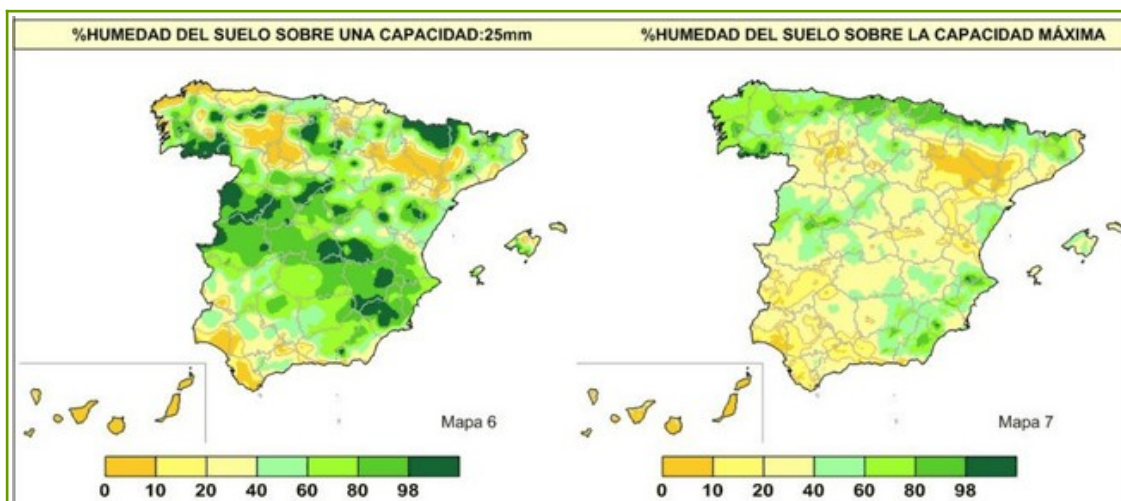 %HUMEDAD DEL SUELO SOBRE UNA CAPACIDAD:25mm
%HUMEDAD DEL SUELO SOBRE LA CAPACIDAD MÁXIMA
Mapa 6
Mapa 7
0 10 20 40 60 80 98
0 10 20 40 60 80 98